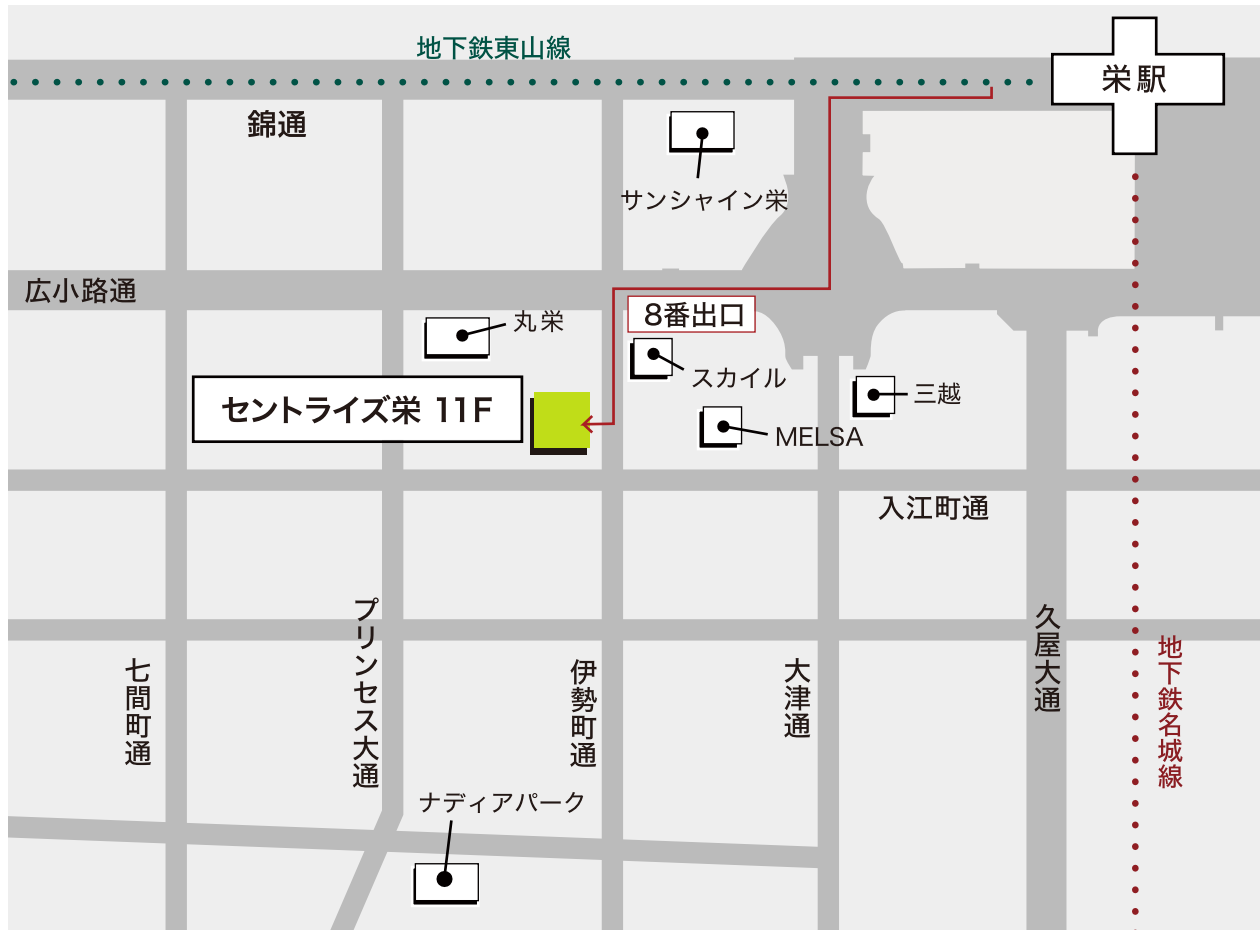 地下鉄東山線
栄駅
錦通
サンシャイン栄
広小路通
8番出口
丸栄
スカイル
三越
セントライズ栄 11F
MELSA
入江町通
プリンセス大通
久屋大通
地下鉄名城線
七間町通
伊勢町通
大津通
ナディアパーク